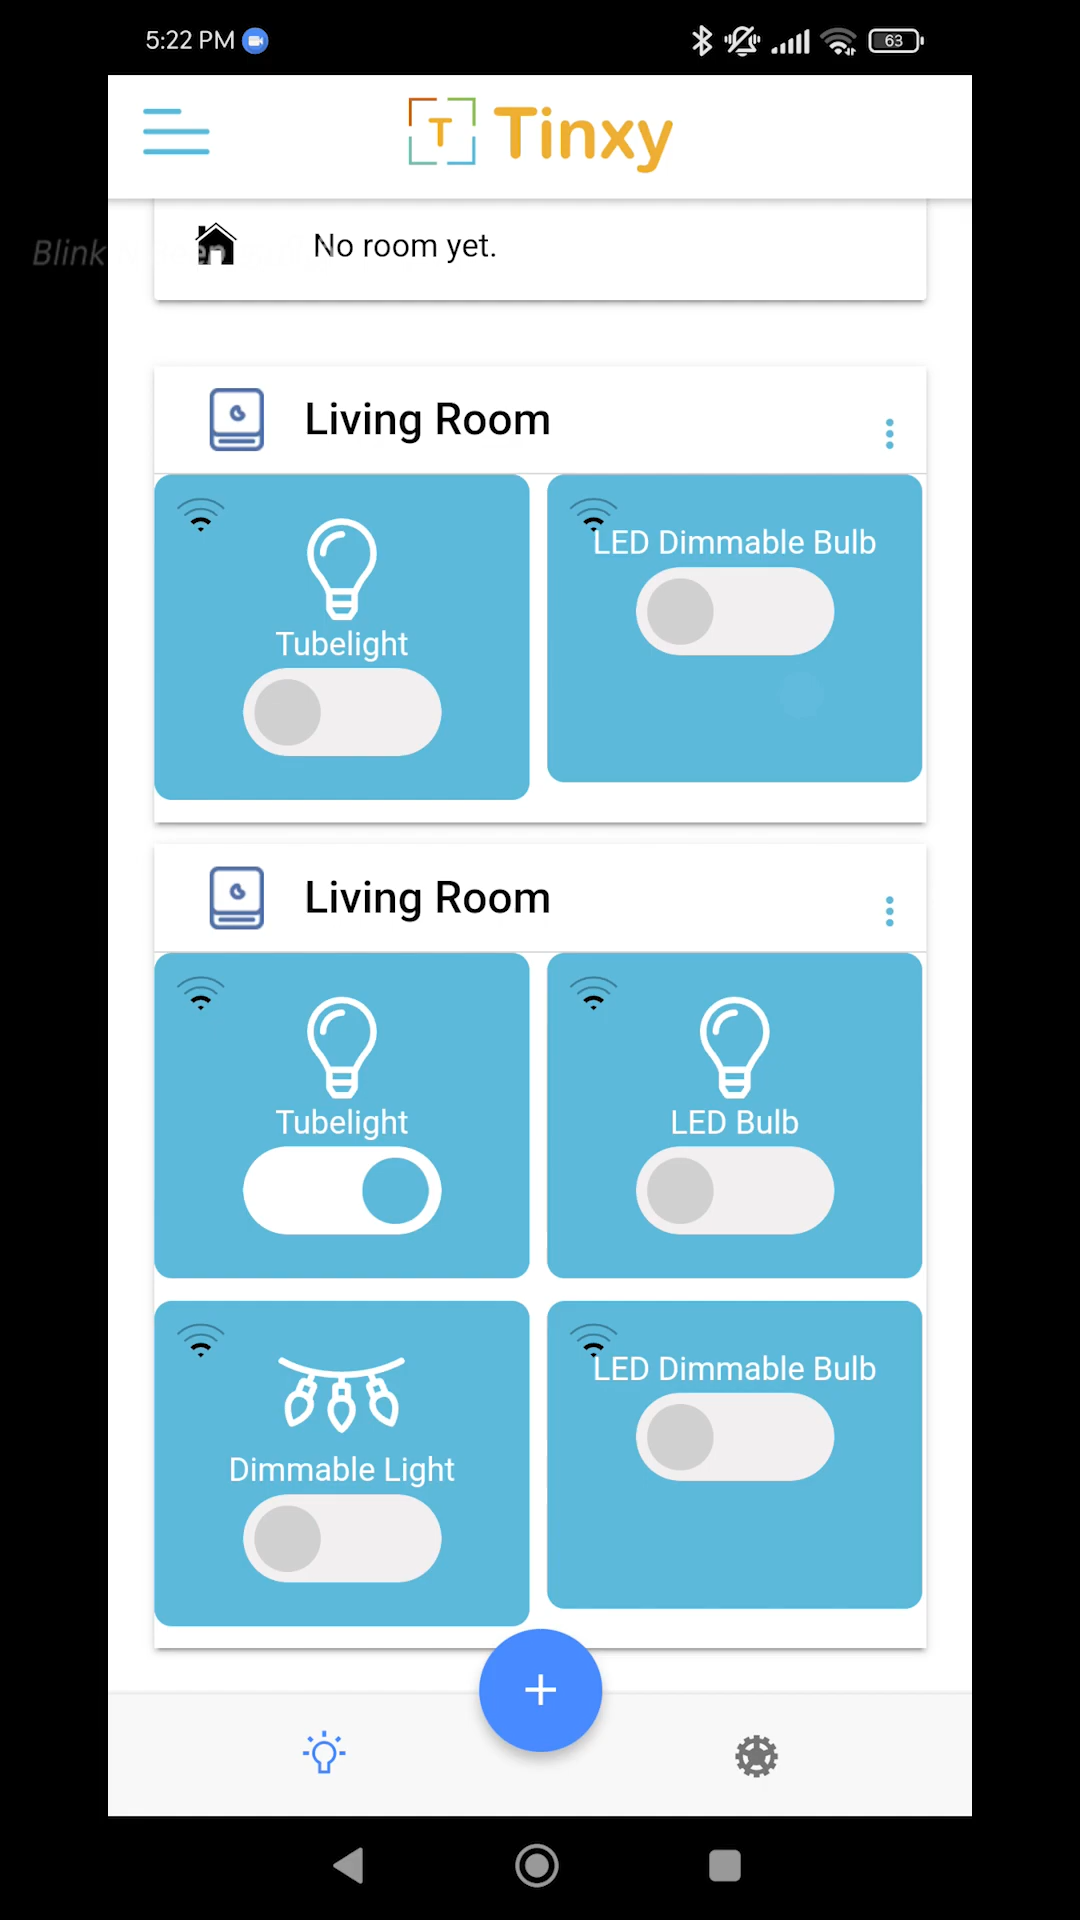 5:22 PM
63
T Tinxy
Blink
No room yet.
Living Room
Tubelight
LED Dimmable Bulb
Living Room
Tubelight
LED Bulb
Dimmable Light
LED Dimmable Bulb